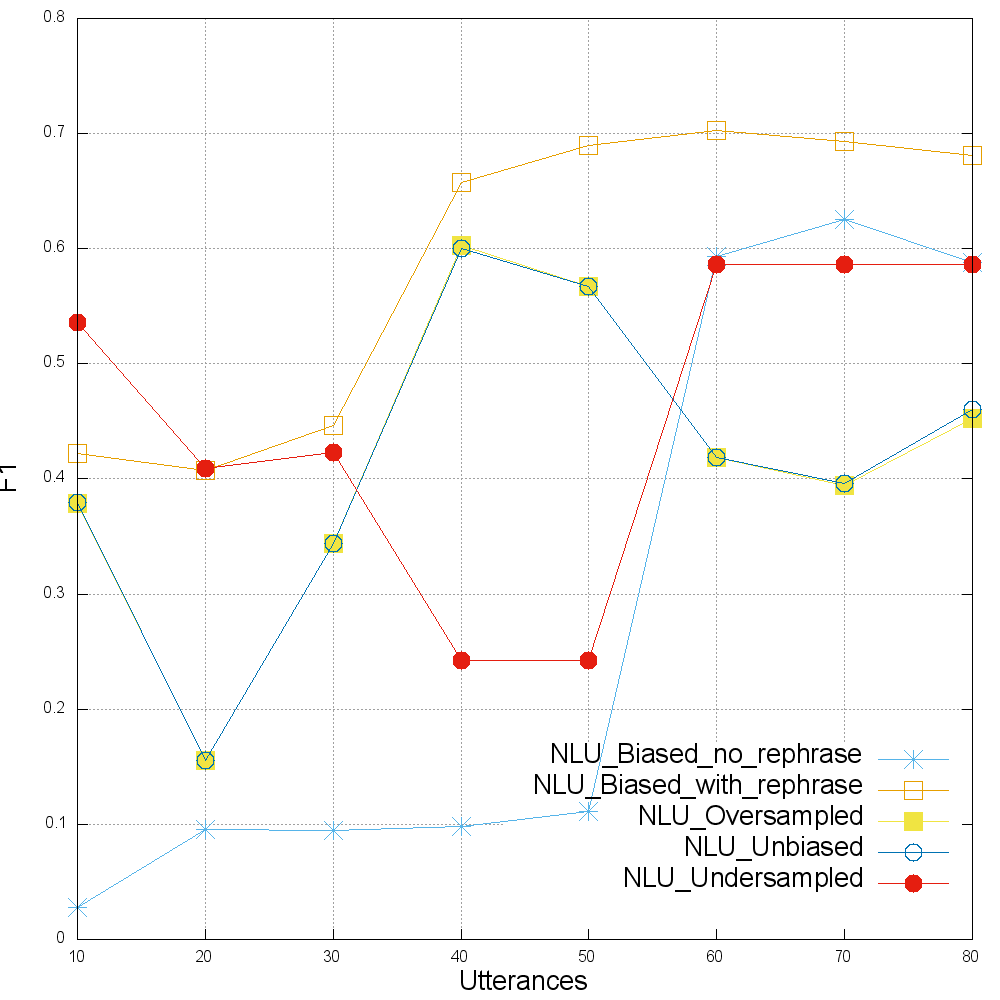 0.8
0.7
0.6
0.5
0.4
0.3
0.2
0.1
0
F1
NLU_Biased_no_rephrase
NLU_Biased_with_rephrase
NLU_Oversampled
NLU_Unbiased
NLU_Undersampled
10 20 30 40 50 60 70 80
Utterances